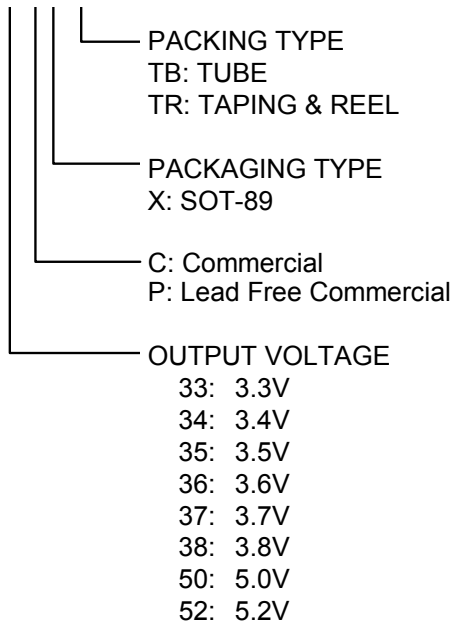 PACKING TYPE
TB: TUBE
TR: TAPING & REEL
PACKAGING TYPE
X: SOT-89
C: Commercial
P: Lead Free Commercial
OUTPUT VOLTAGE
33: 3.3V
34: 3.4V
35: 3.5V
36: 3.6V
37: 3.7V
38: 3.8V
50: 5.0V
52: 5.2V